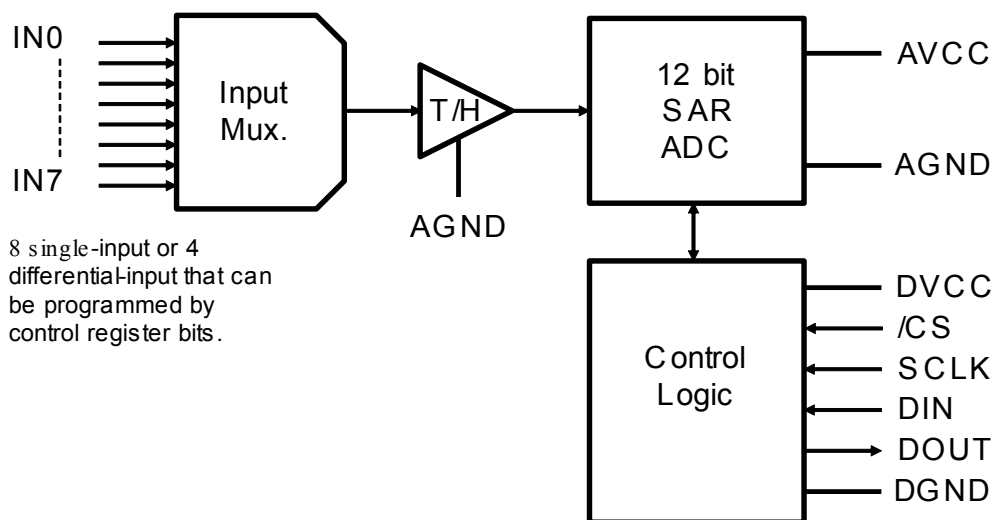 IN0
IN7
Input
Mux.
T/H
AGND
12 bit
SAR
ADC
AVCC
AGND
8 single-input or 4
differential-input that can
be programmed by
control register bits.
Control
Logic
DVCC
/CS
SCLK
DIN
DOUT
DGND